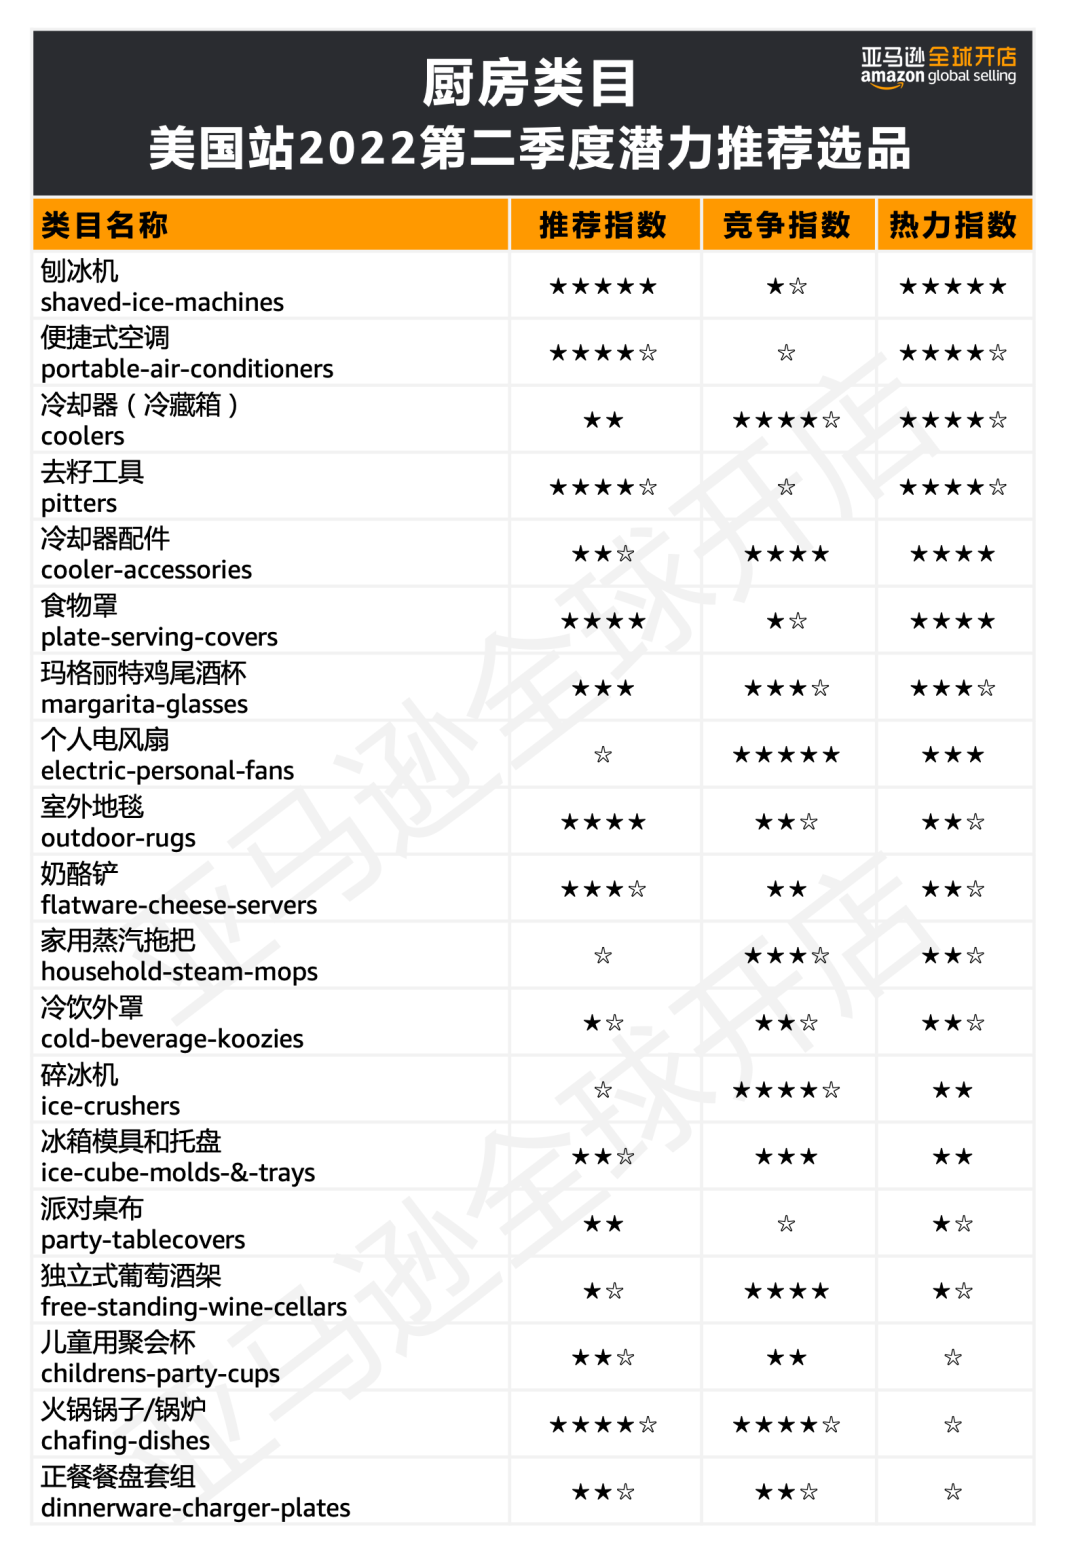 亚马逊全球开店
amazon global selling
厨房类目
美国站2022第二季度潜力推荐选品
类目名称 推荐指数 竞争指数 热力指数
刨冰机
shaved-ice-machines ★★★★★ ★☆ ★★★★★
便捷式空调
portable-air-conditioners ★★★★☆ ☆ ★★★★☆
冷却器（冷藏箱）
coolers ★★ ★★★★☆ ★★★★☆
去籽工具
pitters ★★★★☆ ☆ ★★★★☆
冷却器配件
cooler-accessories ★★☆ ★★★★ ★★★★
食物罩
plate-serving-covers ★★★★ ★☆ ★★★★
玛格丽特鸡尾酒杯
margarita-glasses ★★★ ★★★☆ ★★★☆
个人电风扇
electric-personal-fans ☆ ★★★★★ ★★★
室外地毯
outdoor-rugs ★★★★ ★★☆ ★★☆
奶酪铲
flatware-cheese-servers ★★★☆ ★★ ★★☆
家用蒸汽拖把
household-steam-mops ☆ ★★★☆ ★★☆
冷饮外罩
cold-beverage-koozies ★☆ ★★☆ ★★☆
碎冰机
ice-crushers ☆ ★★★★☆ ★★
冰箱模具和托盘
ice-cube-molds-&-trays ★★☆ ★★★ ★★
派对桌布
party-tablecovers ★★ ☆ ★☆
独立式葡萄酒架
free-standing-wine-cellars ★☆ ★★★★ ★☆
儿童用聚会杯
childrens-party-cups ★★☆ ★★ ☆
火锅锅子/锅炉
chafing-dishes ★★★★☆ ★★★★☆ ☆
正餐餐盘套组
dinnerware-charger-plates ★★☆ ★★☆ ☆
亚马逊全球开店
亚马逊全球开店